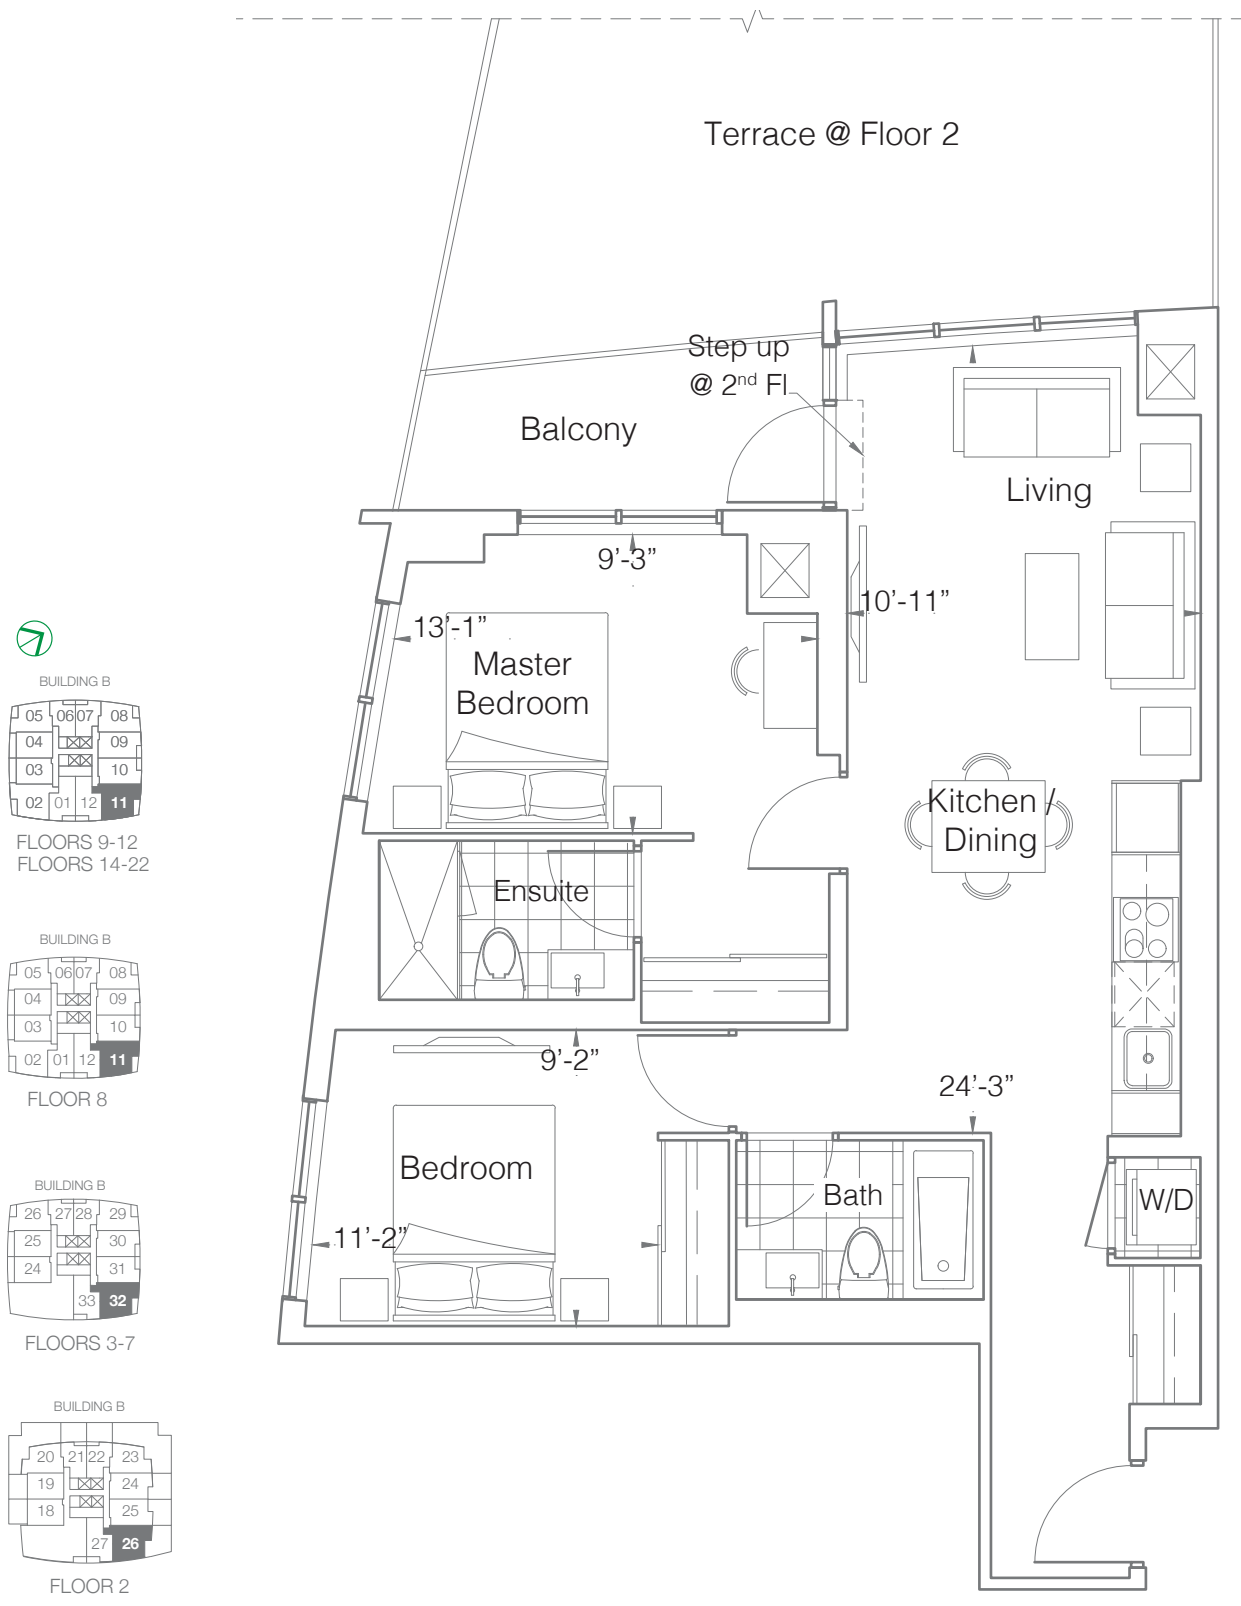 Terrace @ Floor 2
Step up
@ 2nd Fl
Balcony
Living
9’-3”
13’-1”
10’-11”
Master
Bedroom
Kitchen /
Dining
Ensuite
9’-2”
24’-3”
Bedroom
Bath
W/D
11’-2”
BUILDING B
05 06 07 08
04 09
03 10
02 01 12 11
FLOORS 9-12
FLOORS 14-22
BUILDING B
05 06 07 08
04 09
03 10
02 01 12 11
FLOOR 8
BUILDING B
26 27 28 29
25 30
24 31
33 32
FLOORS 3-7
BUILDING B
20 21 22 23
19 24
18 25
27 26
FLOOR 2